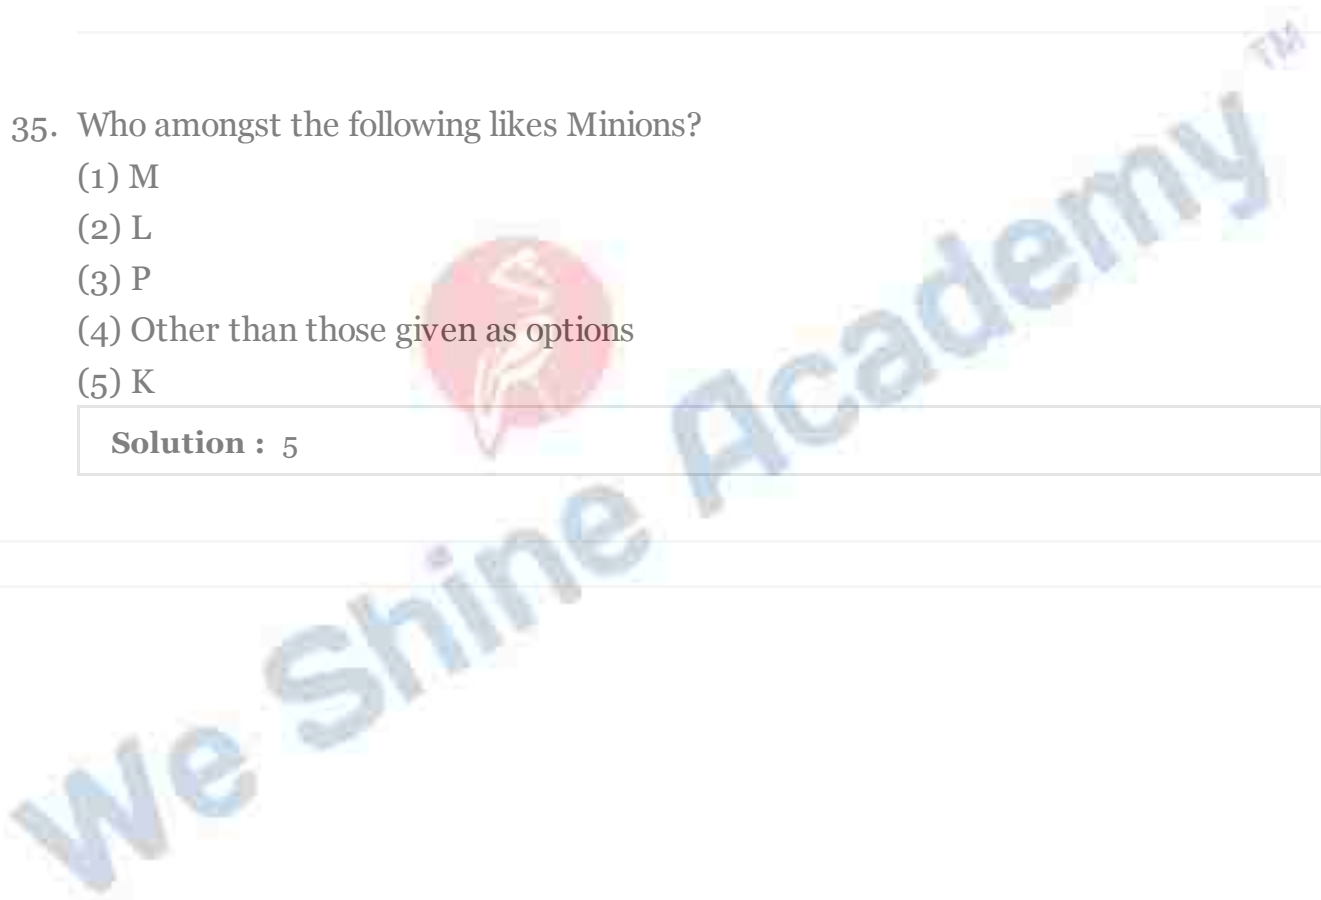 TM
35. Who amongst the following likes Minions?
(1) M
(2) L
(3) P
(4) Other than those given as options
(5) K
Solution : 5
We Shine Academy